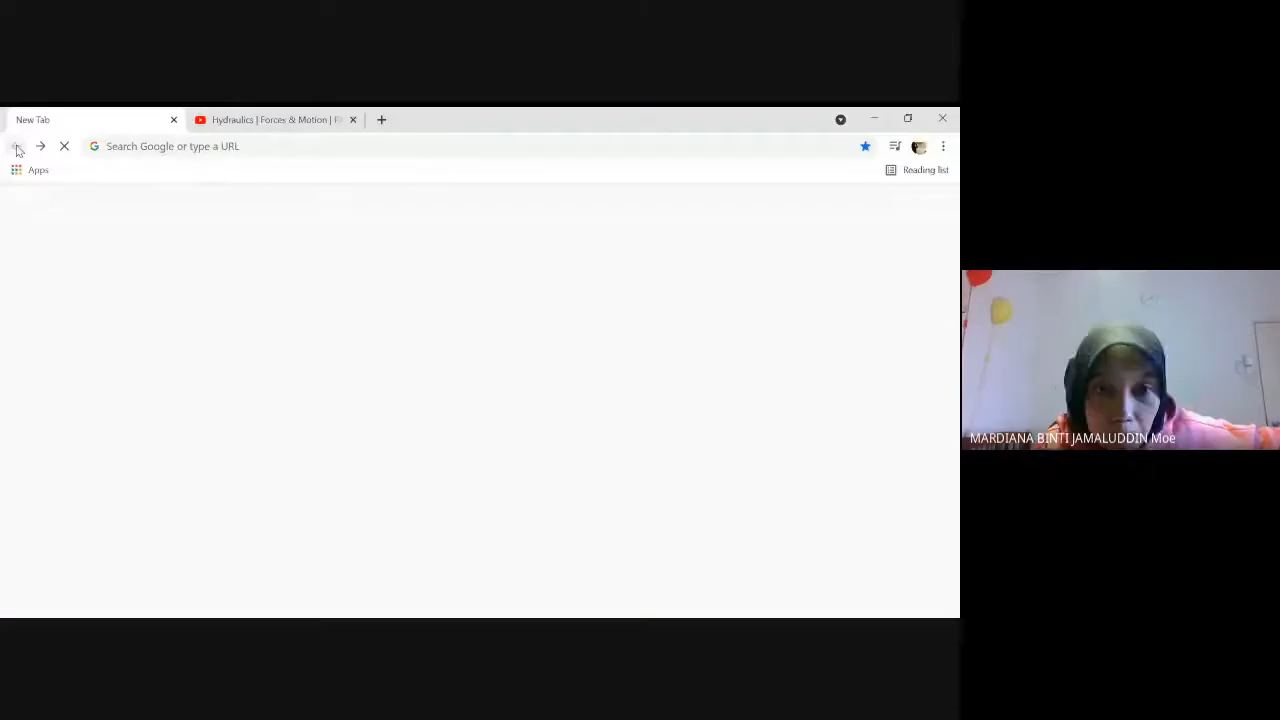 New Tab
Hydraulics | Forces & Motion |
Search Google or type a URL
Apps
Reading list
MARDIANA BINTI JAMALUDDIN Moe